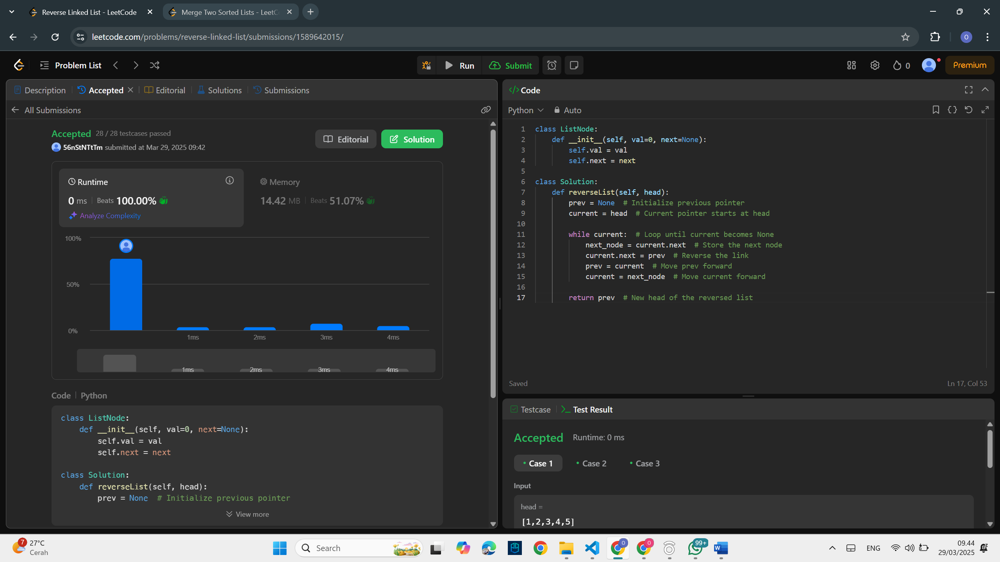 Reverse Linked List - LeetCode
Merge Two Sorted Lists - LeetC
leetcode.com/problems/reverse-linked-list/submissions/1589642015/
O
Problem List
Run
Submit
0
Premium
Description
Accepted
Editorial
Solutions
Submissions
All Submissions
Accepted 28 / 28 testcases passed
56nStNTtTm submitted at Mar 29, 2025 09:42
Editorial
Solution
Runtime
0 ms Beats 100.00%
Analyze Complexity
Memory
14.42 MB Beats 51.07%
100%
50%
0%
1ms
2ms
3ms
4ms
1ms
2ms
3ms
4ms
Code Python
class ListNode:
def __init__(self, val=0, next=None):
self.val = val
self.next = next
class Solution:
def reverseList(self, head):
prev = None # Initialize previous pointer
View more
Code
Python Auto
1 class ListNode:
2 def __init__(self, val=0, next=None):
3 self.val = val
4 self.next = next
5
6 class Solution:
7 def reverseList(self, head):
8 prev = None # Initialize previous pointer
9 current = head # Current pointer starts at head
10
11 while current: # Loop until current becomes None
12 next_node = current.next # Store the next node
13 current.next = prev # Reverse the link
14 prev = current # Move prev forward
15 current = next_node # Move current forward
16
17 return prev # New head of the reversed list
Saved
Ln 17, Col 53
Testcase
Test Result
Accepted Runtime: 0 ms
Case 1
Case 2
Case 3
Input
head =
[1,2,3,4,5]
7
27°C
Cerah
Search
0
0
99+
W
ENG
09.44
29/03/2025